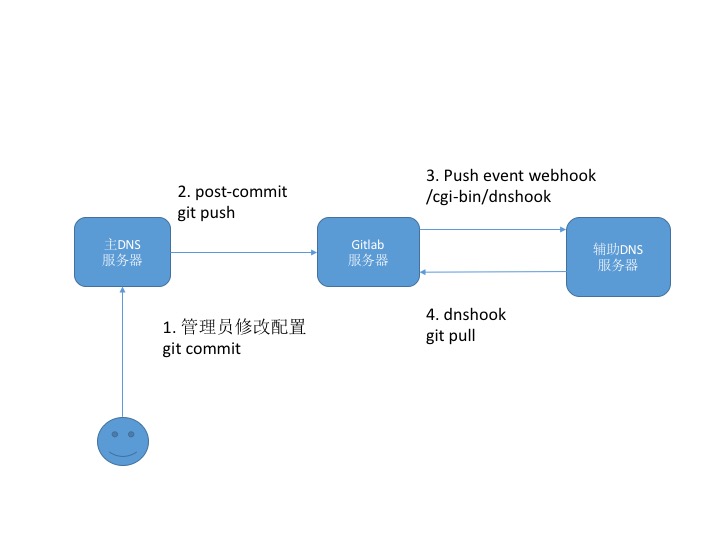 3. Push event webhook
/cgi-bin/dnshook
2. post-commit
git push
主DNS
服务器
Gitlab
服务器
辅助DNS
服务器
4. dnshook
git pull
1. 管理员修改配置
git commit